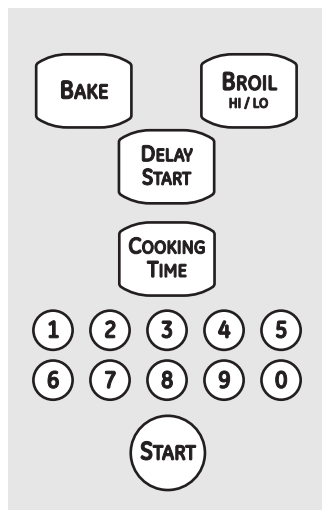 BAKE
BROIL
HI / LO
DELAY
START
COOKING
TIME
1 2 3 4 5
6 7 8 9 0
START